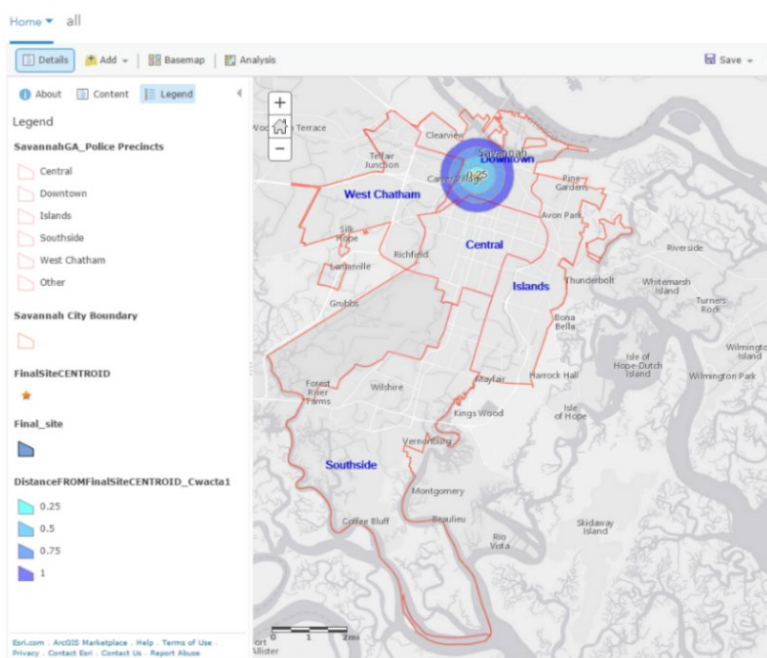 Home ▾ all
Details Add Basemap Analysis Save
About Content Legend
Legend
SavannahGA_Police Precincts
Central
Downtown
Islands
Southside
West Chatham
Other
Savannah City Boundary
FinalSiteCENTROID
Final_site
DistanceFROMFinalSiteCENTROID_Cwacta1
0.25
0.5
0.75
1
Esri.com . ArcGIS Marketplace . Help . Terms of Use .
Privacy . Contact Esri . Contact Us . Report Abuse
Terrace
Clearview
Savannah
Downtown
Telfair
Junction
0.25
Pine
Gardens
West Chatham
Avon Park
Silk
Hope
Central
Richfield
Riverside
Lamarville
Islands
Thunderbolt
Whitemarsh
Island
Grubbs
Turners
Rock
Bona
Bella
Wilmington
Island
Isle of
Hope-Dutch
Island
Wilmington Park
Forest
River
Farms
Wilshire
Mayfair
Harrock Hall
Kings Wood
Isle
of Hope
Vernonburg
Southside
Montgomery
Coffee Bluff
Beaulieu
Skidaway
Island
Rio
Vista
0 1 2mi